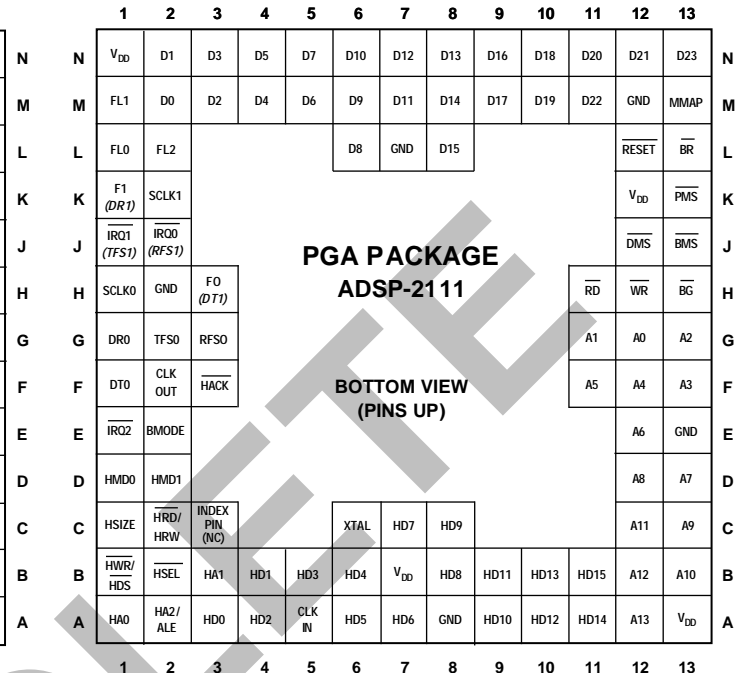 1 2 3 4 5 6 7 8 9 10 11 12 13
N N V_DD D1 D3 D5 D7 D10 D12 D13 D16 D18 D20 D21 D23 N
M M FL1 D0 D2 D4 D6 D9 D11 D14 D17 D19 D22 GND MMAP M
L L FL0 FL2 D8 GND D15 RESET BR L
K K F1 (DR1) SCLK1 V_DD PMS K
J J IRQ1 (TFS1) IRQ0 (RFS1) DMS BMS J
PGA PACKAGE
H H SCLK0 GND FO (DT1) RD WR BG H
ADSP-2111
G G DR0 TFS0 RFSO A1 A0 A2 G
F F DT0 CLK OUT HACK A5 A4 A3 F
BOTTOM VIEW
(PINS UP)
E E IRQ2 BMODE A6 GND E
D D HMD0 HMD1 A8 A7 D
C C HSIZE HRD/ HRW INDEX PIN (NC) XTAL HD7 HD9 A11 A9 C
B B HWR/ HDS HSEL HA1 HD1 HD3 HD4 V_DD HD8 HD11 HD13 HD15 A12 A10 B
A A HA0 HA2/ ALE HD0 HD2 CLK IN HD5 HD6 GND HD10 HD12 HD14 A13 V_DD A
1 2 3 4 5 6 7 8 9 10 11 12 13
LETE